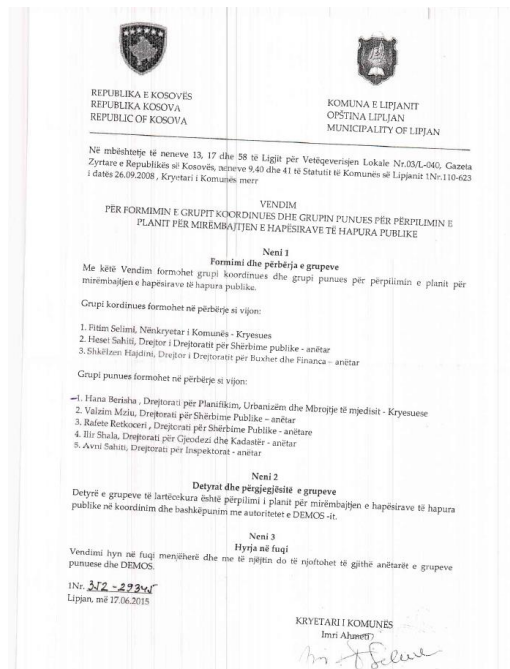 REPUBLIKA E KOSOVËS
REPUBLIKA KOSOVA
REPUBLIC OF KOSOVA
KOMUNA E LIPJANIT
OPŠTINA LIPLJAN
MUNICIPALITY OF LIPJAN
Në mbështetje të neneve 13, 17 dhe 58 të Ligjit për Vetëqeverisjen Lokale Nr.03/L-040, Gazeta
Zyrtare e Republikës së Kosovës, neneve 9,40 dhe 41 të Statutit të Komunës së Lipjanit 1Nr.110-623
i datës 26.09.2008 , Kryetari i Komunës merr
VENDIM
PËR FORMIMIN E GRUPIT KOORDINUES DHE GRUPIN PUNUES PËR PËRPILIMIN E
PLANIT PËR MIRËMBAJTJEN E HAPËSIRAVE TË HAPURA PUBLIKE
Neni 1
Formimi dhe përbërja e grupeve
Me këtë Vendim formohet grupi koordinues dhe grupi punues për përpilimin e planit për
mirëmbajtjen e hapësirave të hapura publike.
Grupi kordinues formohet në përbërje si vijon:
1. Fitim Selimi, Nënkryetar i Komunës - Kryesues
2. Heset Sahiti, Drejtor i Drejtoratit për Shërbime publike - anëtar
3. Shkëlzen Hajdini, Drejtor i Drejtoratit për Buxhet dhe Financa – anëtar
Grupi punues formohet në përbërje si vijon:
1. Hana Berisha , Drejtorati për Planifikim, Urbanizëm dhe Mbrojtje të mjedisit - Kryesuese
2. Valzim Mziu, Drejtorati për Shërbime Publike – anëtar
3. Rafete Retkoceri , Drejtorati për Shërbime Publike - anëtare
4. Ilir Shala, Drejtorati për Gjeodezi dhe Kadastër - anëtar
5. Avni Sahiti, Drejtorati për Inspektorat - anëtar
Neni 2
Detyrat dhe përgjegjësitë e grupeve
Detyrë e grupeve të lartëcekura është përpilimi i planit për mirëmbajtjen e hapësirave të hapura
publike në koordinim dhe bashkëpunim me autoritetet e DEMOS -it.
Neni 3
Hyrja në fuqi
Vendimi hyn në fuqi menjëherë dhe me të njëjtin do të njoftohet të gjithë anëtarët e grupeve
punuese dhe DEMOS.
1Nr. 352-29345
Lipjan, më 17.06.2015
KRYETARI I KOMUNËS
Imri Ahmeti